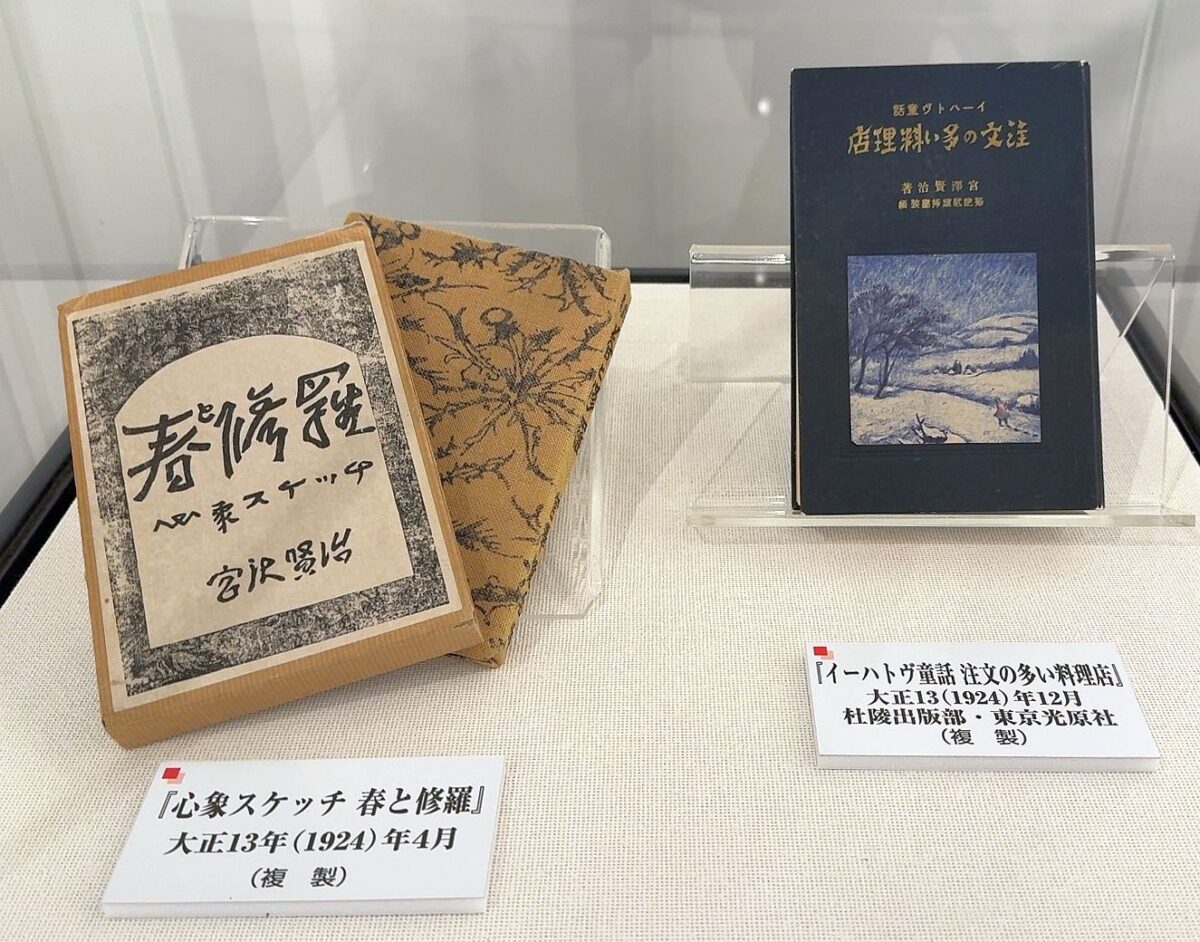 春と修羅
心象スケッチ
宮沢賢治
イーハトヴ童話
注文の多い料理店
宮澤賢治著
『心象スケッチ 春と修羅』
大正13年(1924)年4月
(複 製)
『イーハトヴ童話 注文の多い料理店』
大正13(1924)年12月
杜陵出版部・東京光原社
(複 製)